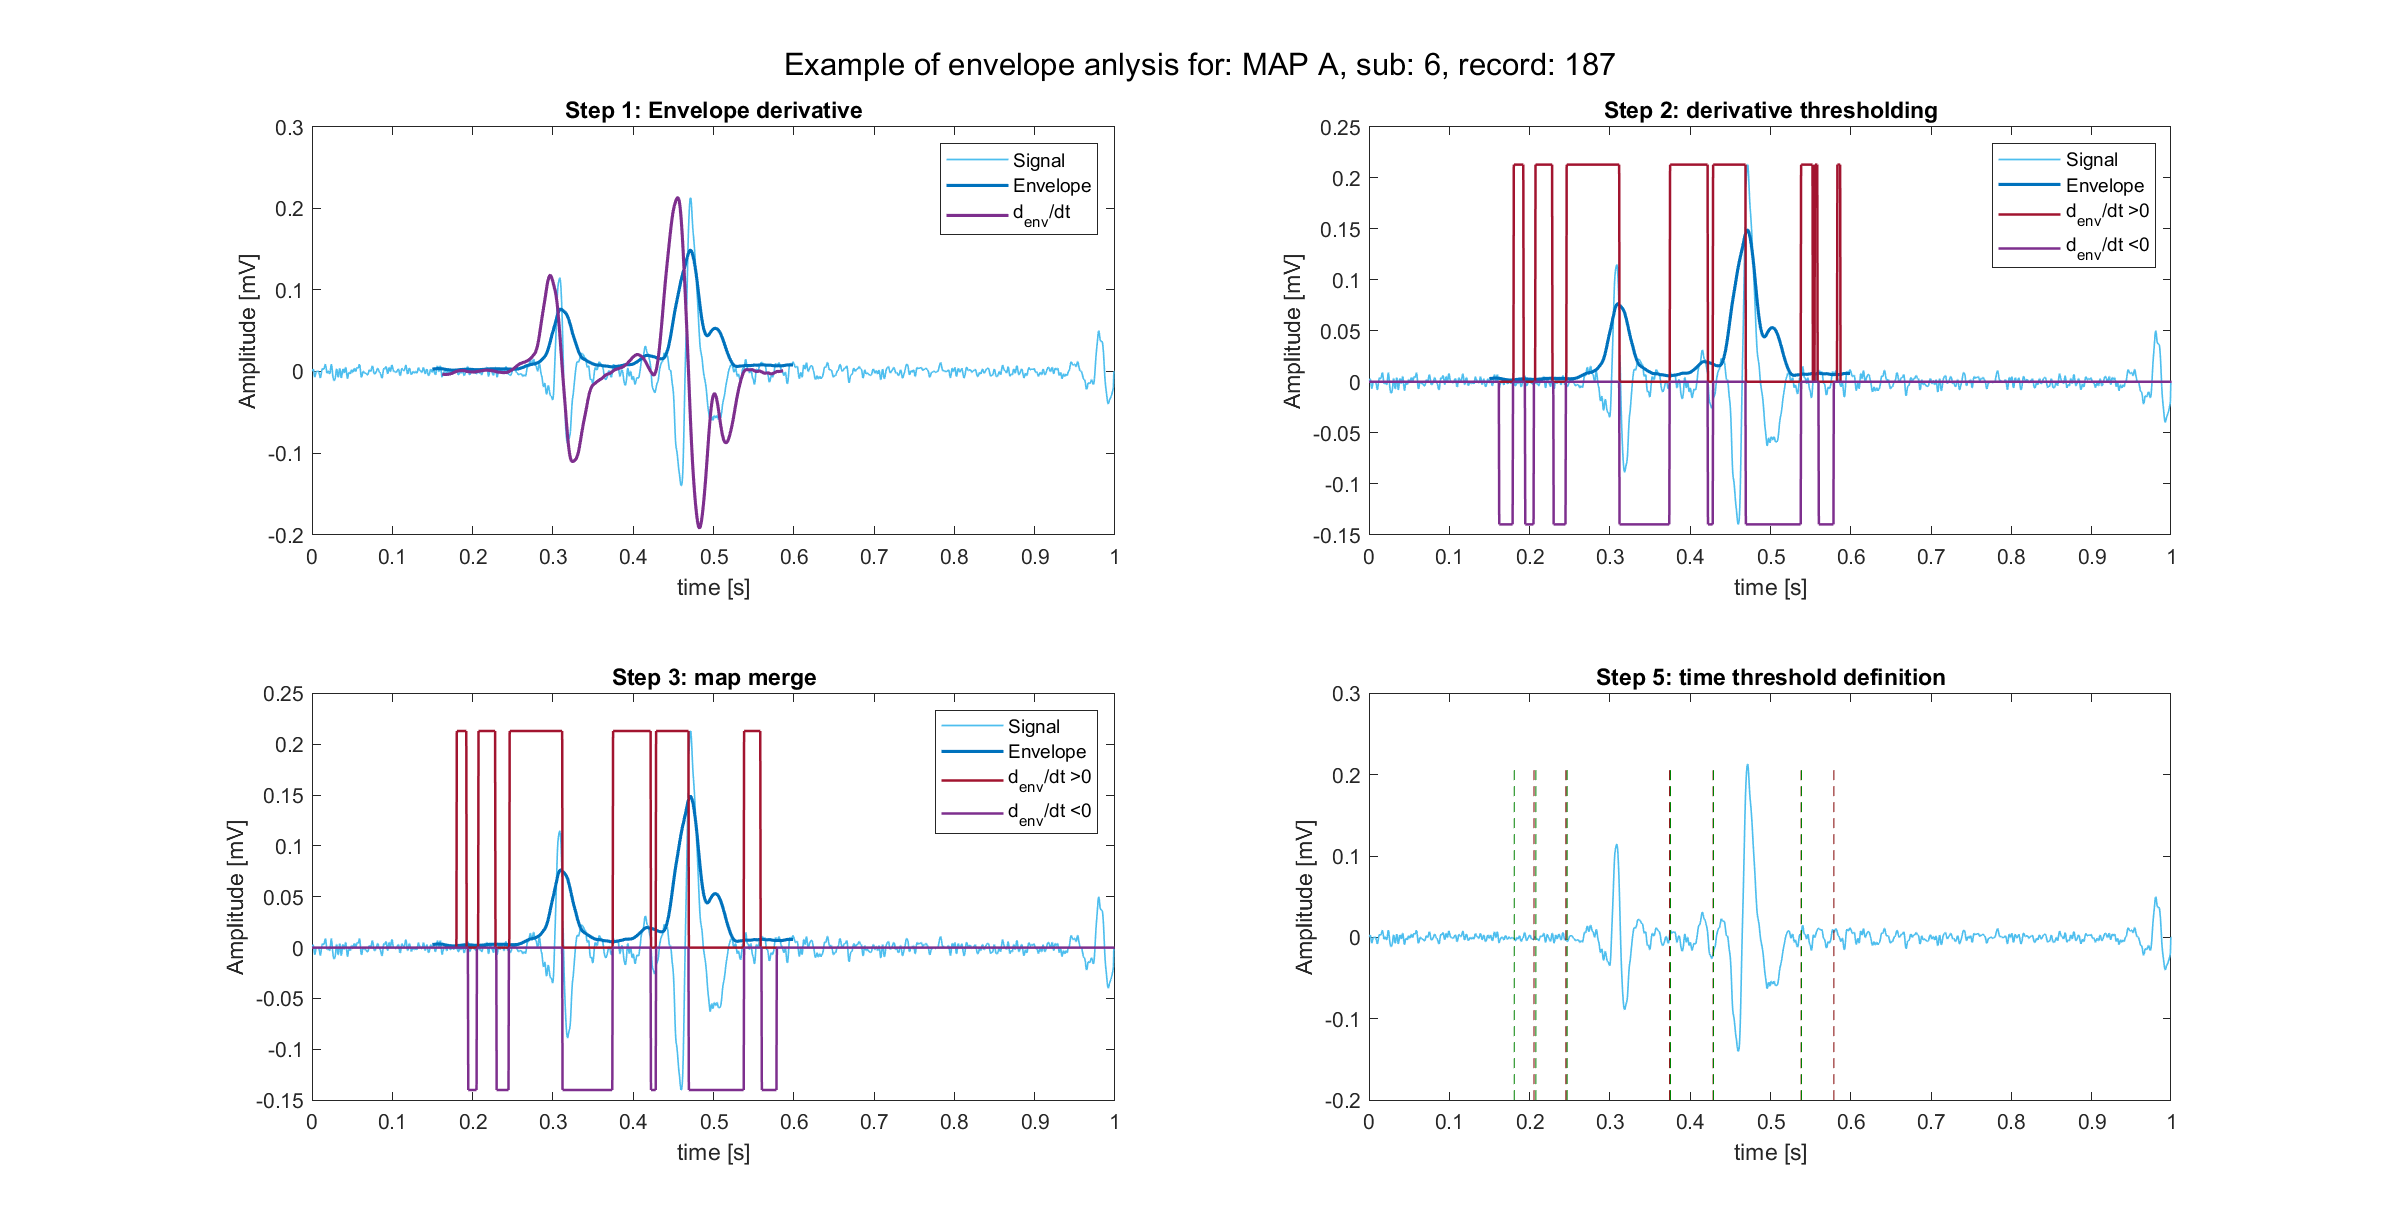 Example of envelope anlysis for: MAP A, sub: 6, record: 187
Step 1: Envelope derivative
0.3
0.2
0.1
0
-0.1
-0.2
Amplitude [mV]
0 0.1 0.2 0.3 0.4 0.5 0.6 0.7 0.8 0.9 1
time [s]
Signal
Envelope
d_env/dt
Step 2: derivative thresholding
0.25
0.2
0.15
0.1
0.05
0
-0.05
-0.1
-0.15
Amplitude [mV]
0 0.1 0.2 0.3 0.4 0.5 0.6 0.7 0.8 0.9 1
time [s]
Signal
Envelope
d_env/dt >0
d_env/dt <0
Step 3: map merge
0.25
0.2
0.15
0.1
0.05
0
-0.05
-0.1
-0.15
Amplitude [mV]
0 0.1 0.2 0.3 0.4 0.5 0.6 0.7 0.8 0.9 1
time [s]
Signal
Envelope
d_env/dt >0
d_env/dt <0
Step 5: time threshold definition
0.3
0.2
0.1
0
-0.1
-0.2
Amplitude [mV]
0 0.1 0.2 0.3 0.4 0.5 0.6 0.7 0.8 0.9 1
time [s]